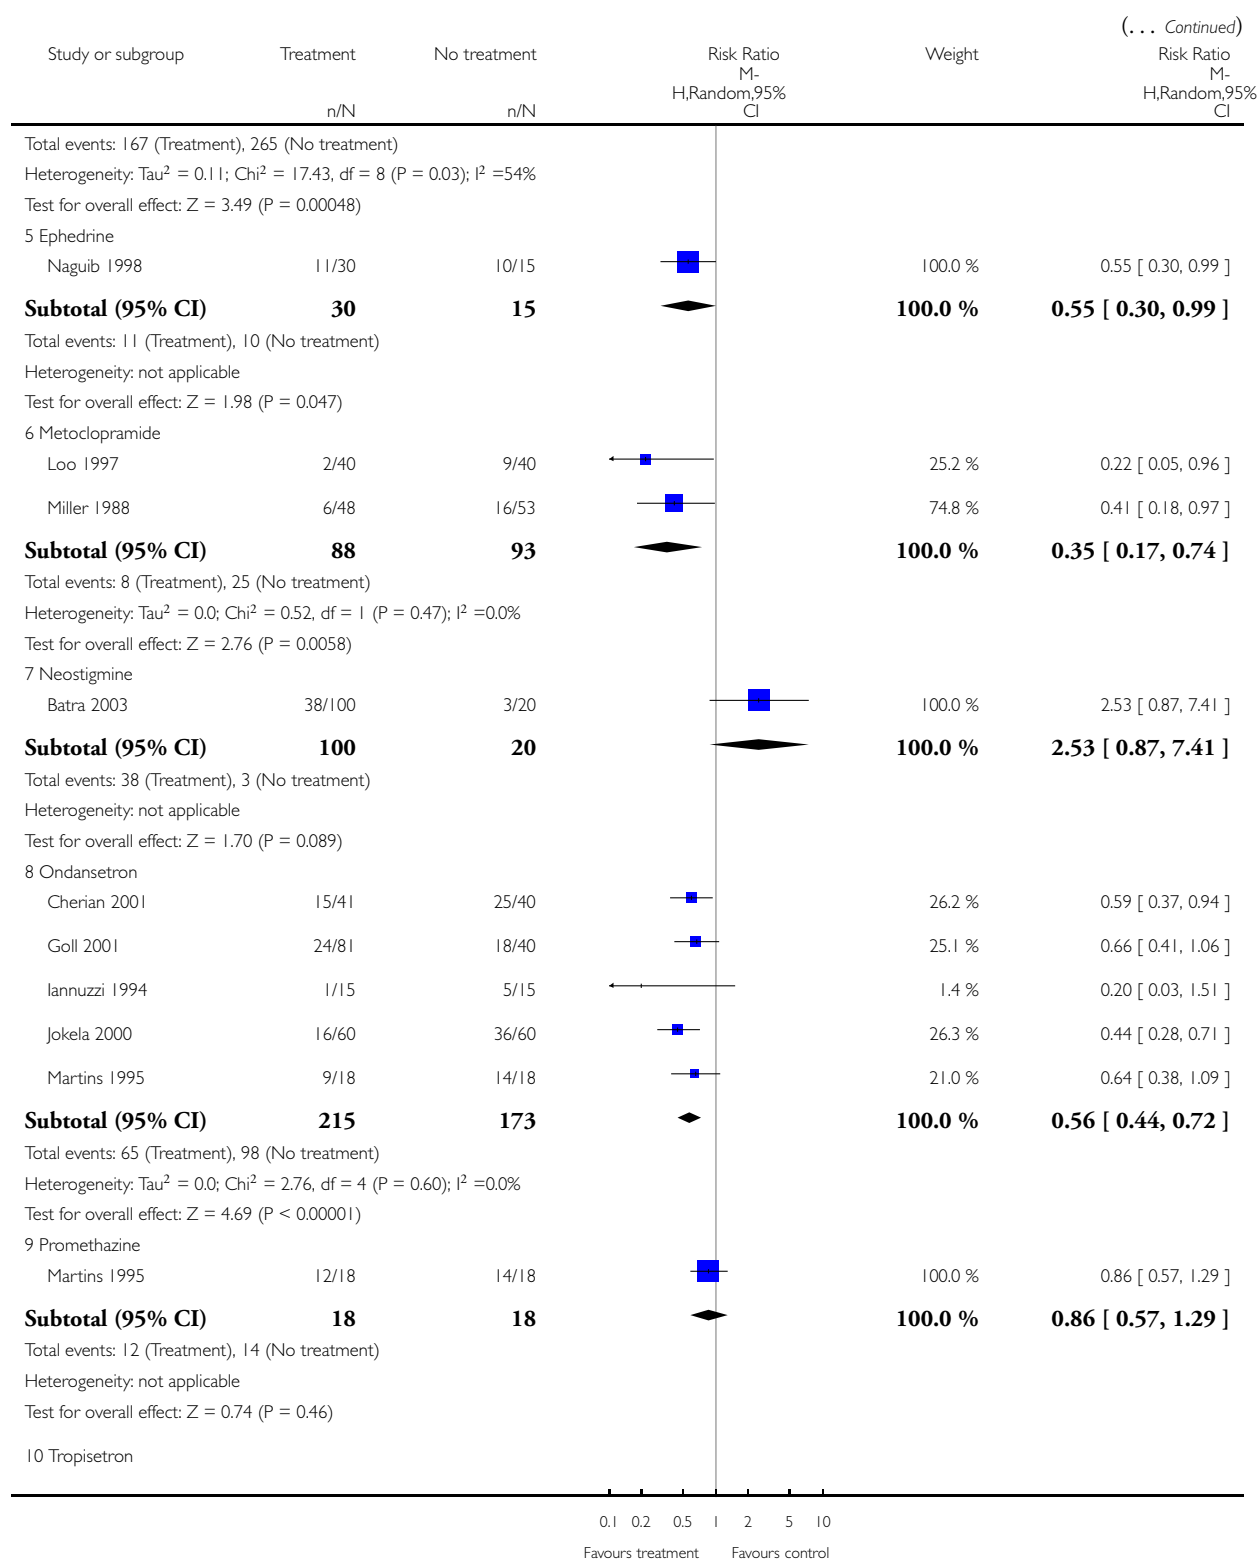 (... Continued)
Study or subgroup Treatment No treatment Risk Ratio Weight Risk Ratio
M- M-
H,Random,95% H,Random,95%
n/N n/N CI CI
Total events: 167 (Treatment), 265 (No treatment)
Heterogeneity: Tau² = 0.11; Chi² = 17.43, df = 8 (P = 0.03); I² =54%
Test for overall effect: Z = 3.49 (P = 0.00048)
5 Ephedrine
Naguib 1998 11/30 10/15 100.0 % 0.55 [ 0.30, 0.99 ]
Subtotal (95% CI) 30 15 100.0 % 0.55 [ 0.30, 0.99 ]
Total events: 11 (Treatment), 10 (No treatment)
Heterogeneity: not applicable
Test for overall effect: Z = 1.98 (P = 0.047)
6 Metoclopramide
Loo 1997 2/40 9/40 25.2 % 0.22 [ 0.05, 0.96 ]
Miller 1988 6/48 16/53 74.8 % 0.41 [ 0.18, 0.97 ]
Subtotal (95% CI) 88 93 100.0 % 0.35 [ 0.17, 0.74 ]
Total events: 8 (Treatment), 25 (No treatment)
Heterogeneity: Tau² = 0.0; Chi² = 0.52, df = 1 (P = 0.47); I² =0.0%
Test for overall effect: Z = 2.76 (P = 0.0058)
7 Neostigmine
Batra 2003 38/100 3/20 100.0 % 2.53 [ 0.87, 7.41 ]
Subtotal (95% CI) 100 20 100.0 % 2.53 [ 0.87, 7.41 ]
Total events: 38 (Treatment), 3 (No treatment)
Heterogeneity: not applicable
Test for overall effect: Z = 1.70 (P = 0.089)
8 Ondansetron
Cherian 2001 15/41 25/40 26.2 % 0.59 [ 0.37, 0.94 ]
Goll 2001 24/81 18/40 25.1 % 0.66 [ 0.41, 1.06 ]
Iannuzzi 1994 1/15 5/15 1.4 % 0.20 [ 0.03, 1.51 ]
Jokela 2000 16/60 36/60 26.3 % 0.44 [ 0.28, 0.71 ]
Martins 1995 9/18 14/18 21.0 % 0.64 [ 0.38, 1.09 ]
Subtotal (95% CI) 215 173 100.0 % 0.56 [ 0.44, 0.72 ]
Total events: 65 (Treatment), 98 (No treatment)
Heterogeneity: Tau² = 0.0; Chi² = 2.76, df = 4 (P = 0.60); I² =0.0%
Test for overall effect: Z = 4.69 (P < 0.00001)
9 Promethazine
Martins 1995 12/18 14/18 100.0 % 0.86 [ 0.57, 1.29 ]
Subtotal (95% CI) 18 18 100.0 % 0.86 [ 0.57, 1.29 ]
Total events: 12 (Treatment), 14 (No treatment)
Heterogeneity: not applicable
Test for overall effect: Z = 0.74 (P = 0.46)
10 Tropisetron
0.1 0.2 0.5 1 2 5 10
Favours treatment Favours control